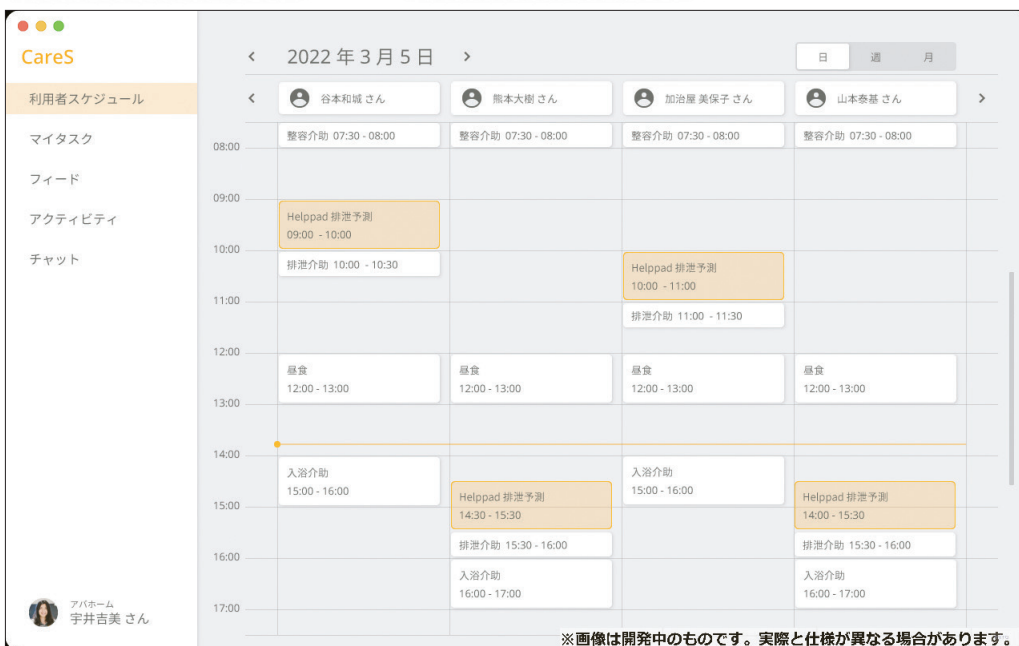 CareS
利用者スケジュール
マイタスク
フィード
アクティビティ
チャット
アバホーム
宇井吉美 さん
2022 年 3 月 5 日
日 週 月
谷本和城 さん 熊本大樹 さん 加治屋 美保子 さん 山本泰基 さん
整容介助 07:30 - 08:00 整容介助 07:30 - 08:00 整容介助 07:30 - 08:00 整容介助 07:30 - 08:00
08:00
09:00
Helppad 排泄予測
09:00 - 10:00
10:00
排泄介助 10:00 - 10:30
Helppad 排泄予測
10:00 - 11:00
11:00
排泄介助 11:00 - 11:30
12:00
昼食 昼食 昼食 昼食
12:00 - 13:00 12:00 - 13:00 12:00 - 13:00 12:00 - 13:00
13:00
14:00
入浴介助 入浴介助
15:00 - 16:00 15:00 - 16:00
Helppad 排泄予測 Helppad 排泄予測
15:00
14:30 - 15:30 14:00 - 15:30
排泄介助 15:30 - 16:00 排泄介助 15:30 - 16:00
16:00
入浴介助 入浴介助
16:00 - 17:00 16:00 - 17:00
17:00
※画像は開発中のものです。実際と仕様が異なる場合があります。